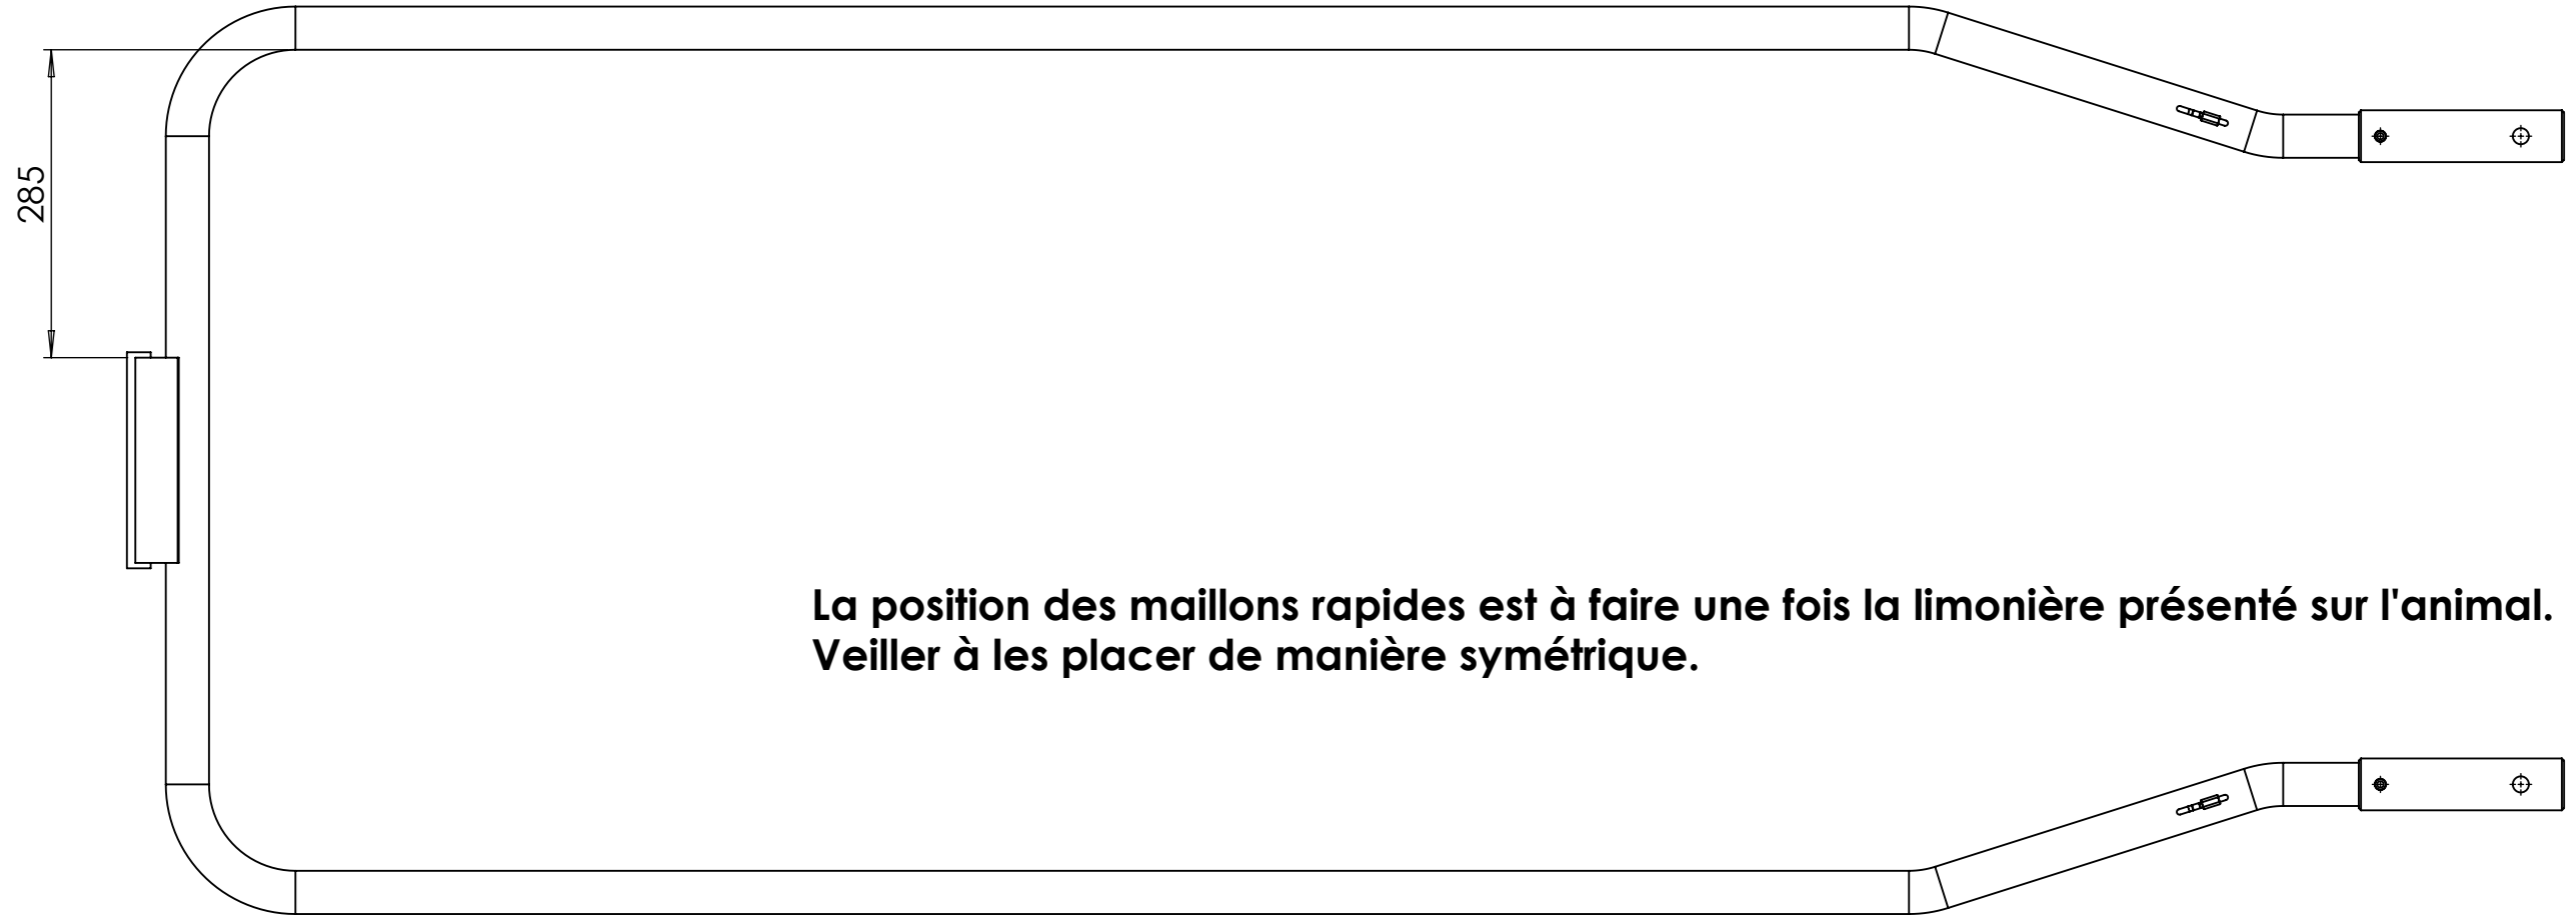 285
La position des maillons rapides est à faire une fois la limonière présenté sur l'animal.
Veiller à les placer de manière symétrique.